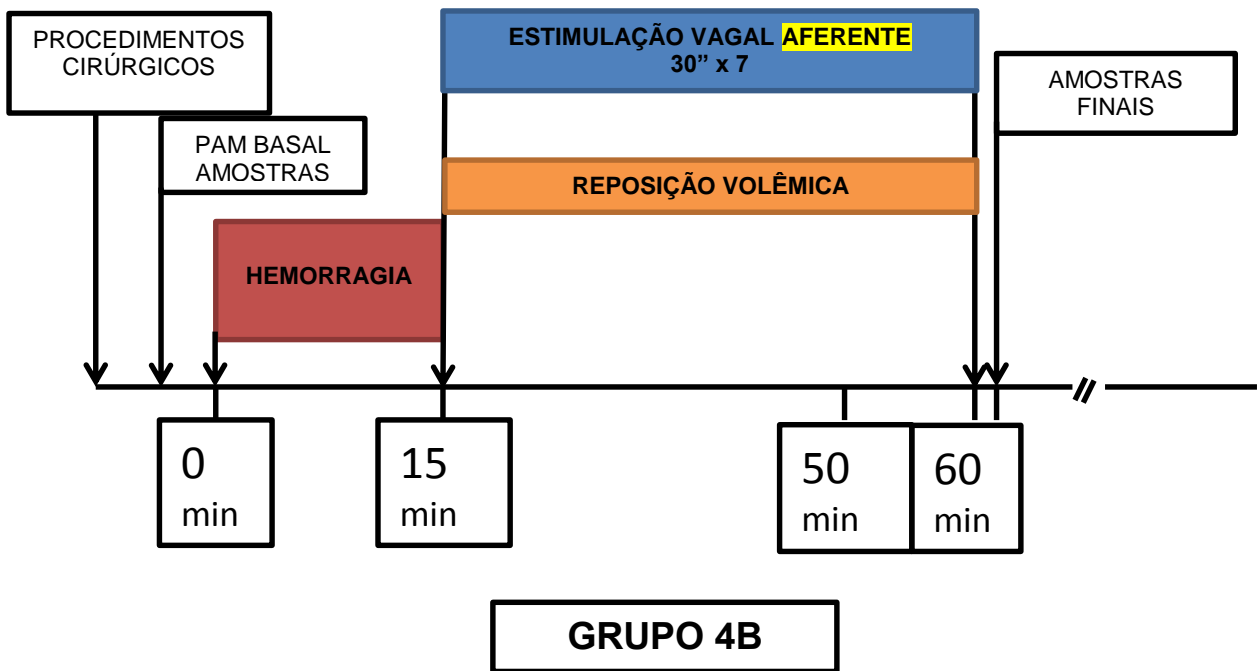 PROCEDIMENTOS
CIRÚRGICOS
PAM BASAL
AMOSTRAS
ESTIMULAÇÃO VAGAL AFERENTE
30” x 7
AMOSTRAS
FINAIS
REPOSIÇÃO VOLÊMICA
HEMORRAGIA
0
min
15
min
50
min
60
min
GRUPO 4B